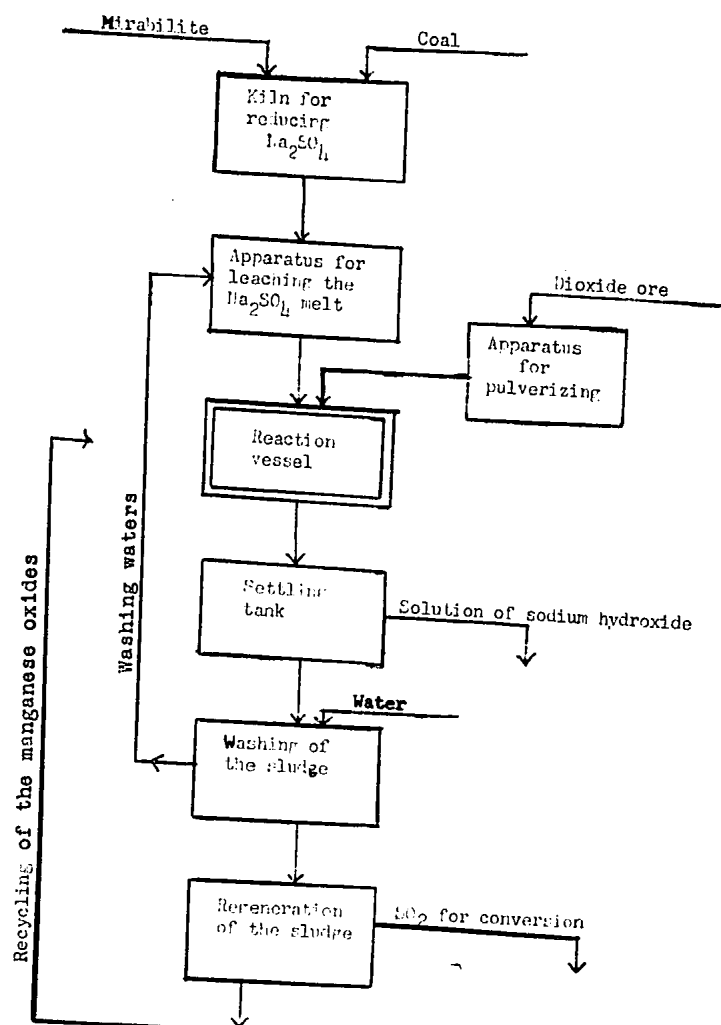 Mirabilite
Coal
Kiln for
reducing
Na₂SO₄
Apparatus for
leaching the
Na₂SO₄ melt
Dioxide ore
Apparatus
for
pulverizing
Reaction
vessel
Settling
tank
Solution of sodium hydroxide
Water
Washing of
the sludge
Washing waters
Recycling of the manganese oxides
Regeneration
of the sludge
SO₂ for conversion